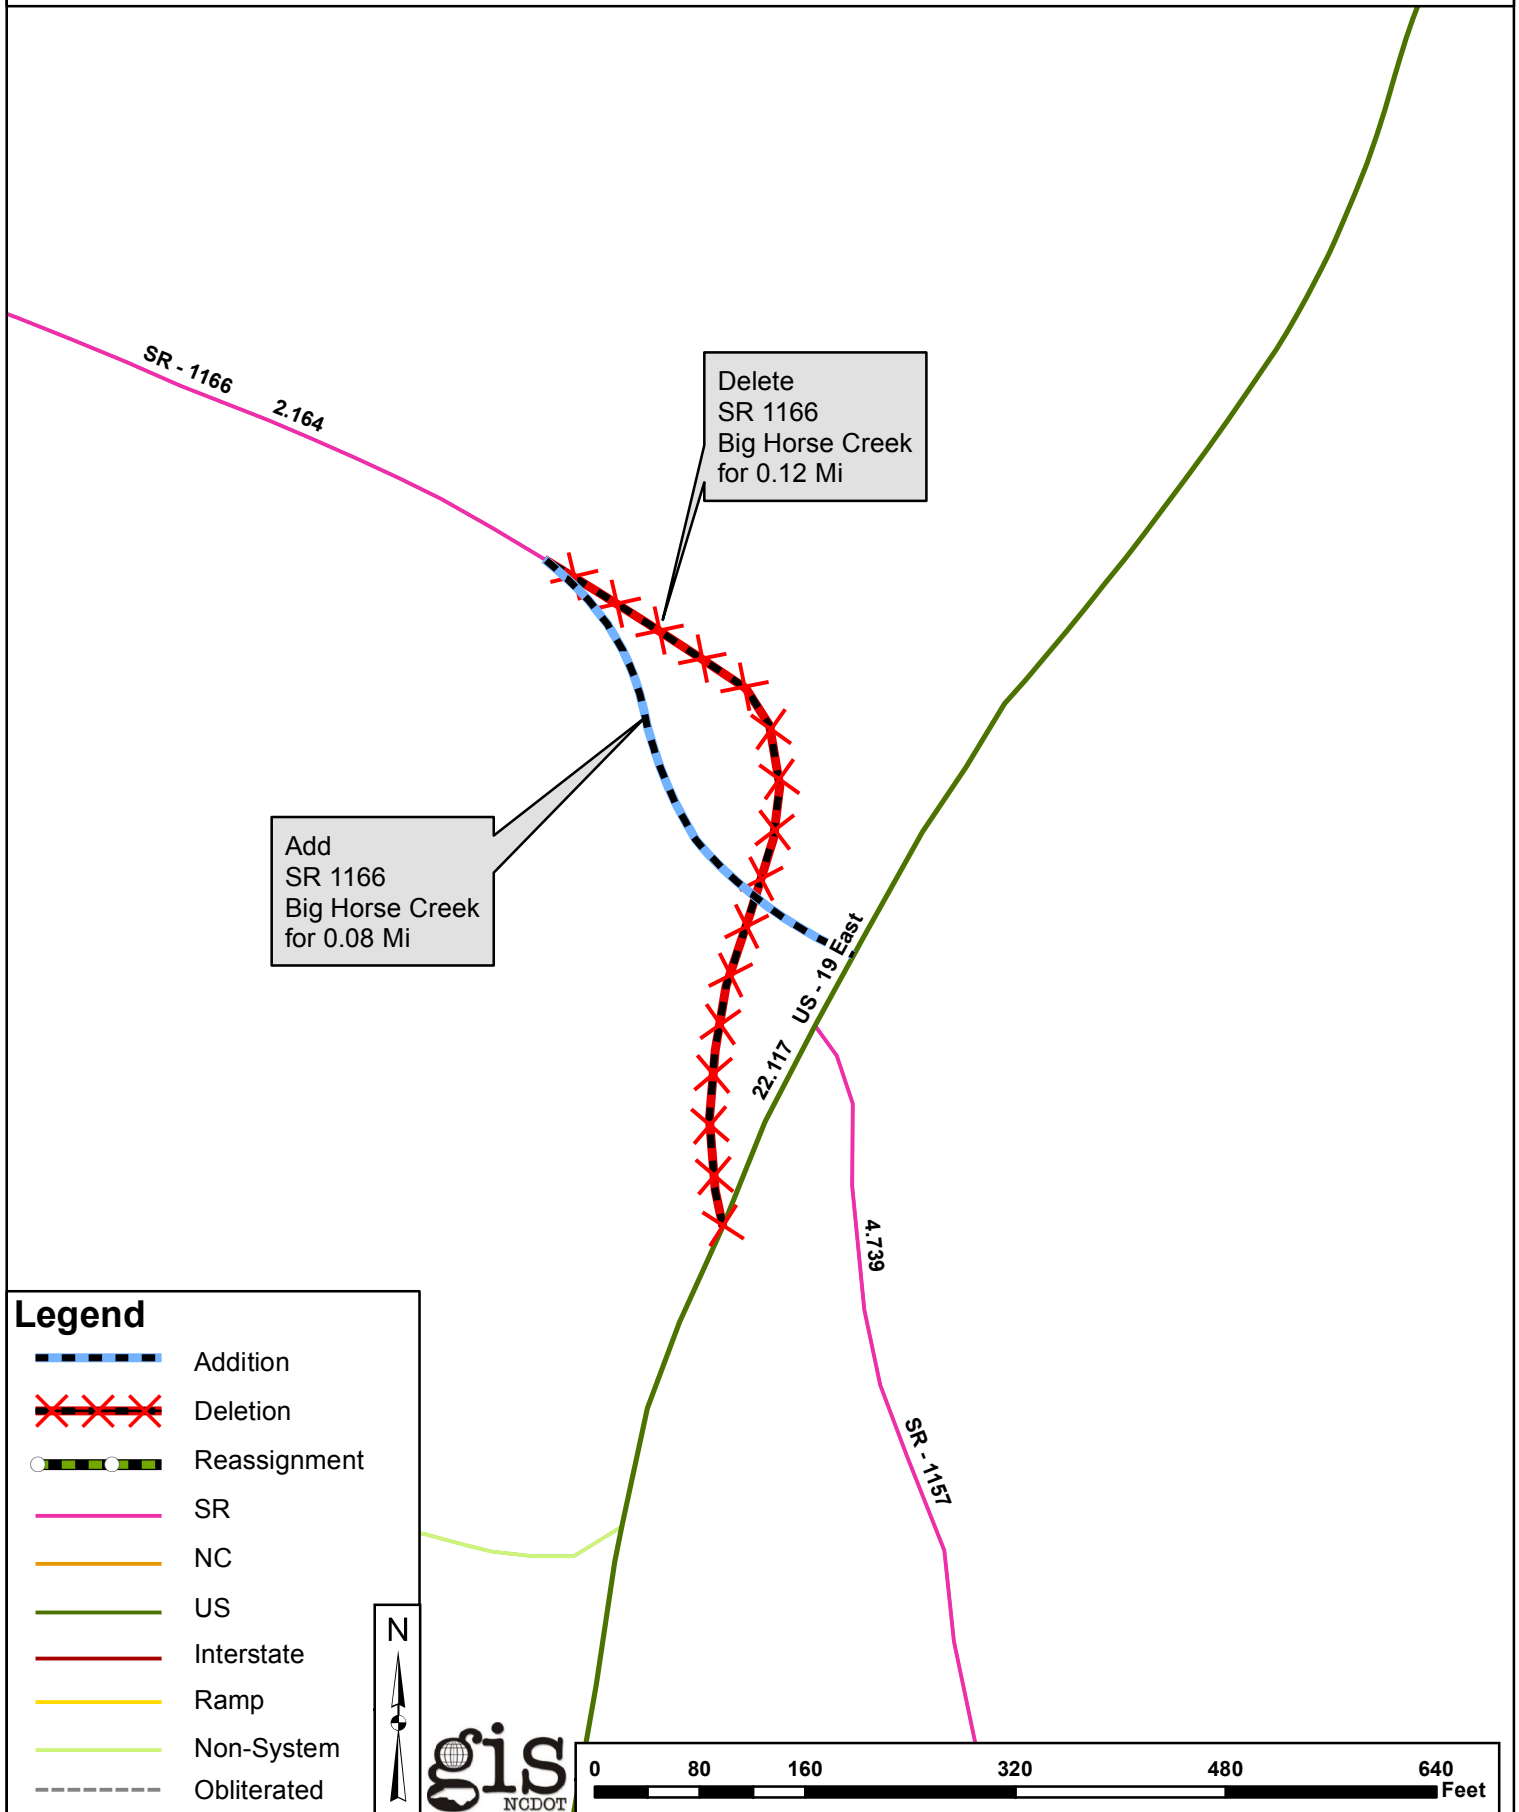 SR - 1166
2.164
Delete
SR 1166
Big Horse Creek
for 0.12 Mi
Add
SR 1166
Big Horse Creek
for 0.08 Mi
US - 19 East
22.117
4.739
SR - 1157
Legend
Addition
Deletion
Reassignment
SR
NC
US
Interstate
Ramp
Non-System
Obliterated
N
gis
NCDOT
0 80 160 320 480 640
Feet